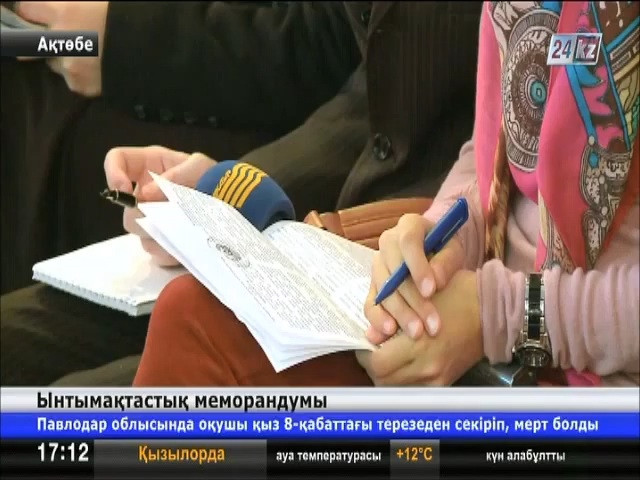 Ақтөбе
24kz
Ынтымақтастық меморандумы
Павлодар облысында оқушы қыз 8-қабаттағы терезеден секіріп, мерт болды
17:12 Қызылорда ауа температурасы +12°C күн алабұлтты